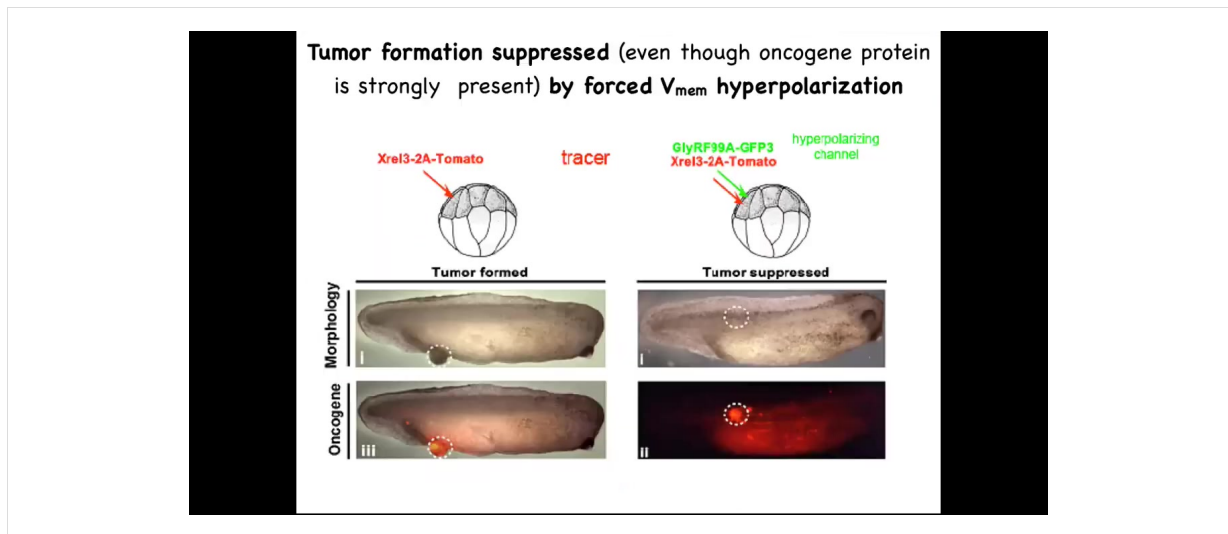 Tumor formation suppressed (even though oncogene protein
is strongly present) by forced Vmem hyperpolarization
Xrel3-2A-Tomato
tracer
GlyRF99A-GFP3
Xrel3-2A-Tomato
hyperpolarizing
channel
Tumor formed
Tumor suppressed
Morphology
i
i
Oncogene
iii
ii